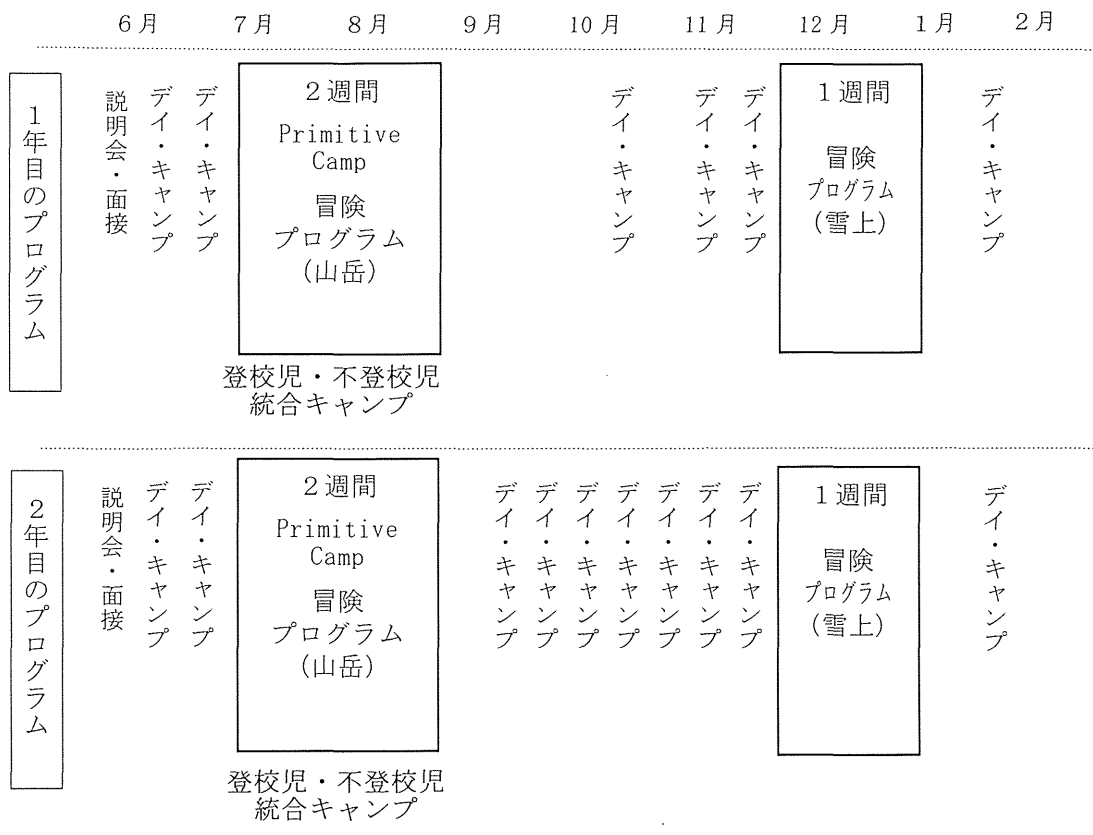 6月 7月 8月 9月 10月 11月 12月 1月 2月
1年目のプログラム
説明会・面接
デイ・キャンプ
デイ・キャンプ
2週間
Primitive
Camp
冒険
プログラム
(山岳)
登校児・不登校児
統合キャンプ
デイ・キャンプ
デイ・キャンプ
デイ・キャンプ
1週間
冒険
プログラム
(雪上)
デイ・キャンプ
2年目のプログラム
説明会・面接
デイ・キャンプ
デイ・キャンプ
2週間
Primitive
Camp
冒険
プログラム
(山岳)
登校児・不登校児
統合キャンプ
デイ・キャンプ
デイ・キャンプ
デイ・キャンプ
デイ・キャンプ
デイ・キャンプ
デイ・キャンプ
デイ・キャンプ
1週間
冒険
プログラム
(雪上)
デイ・キャンプ